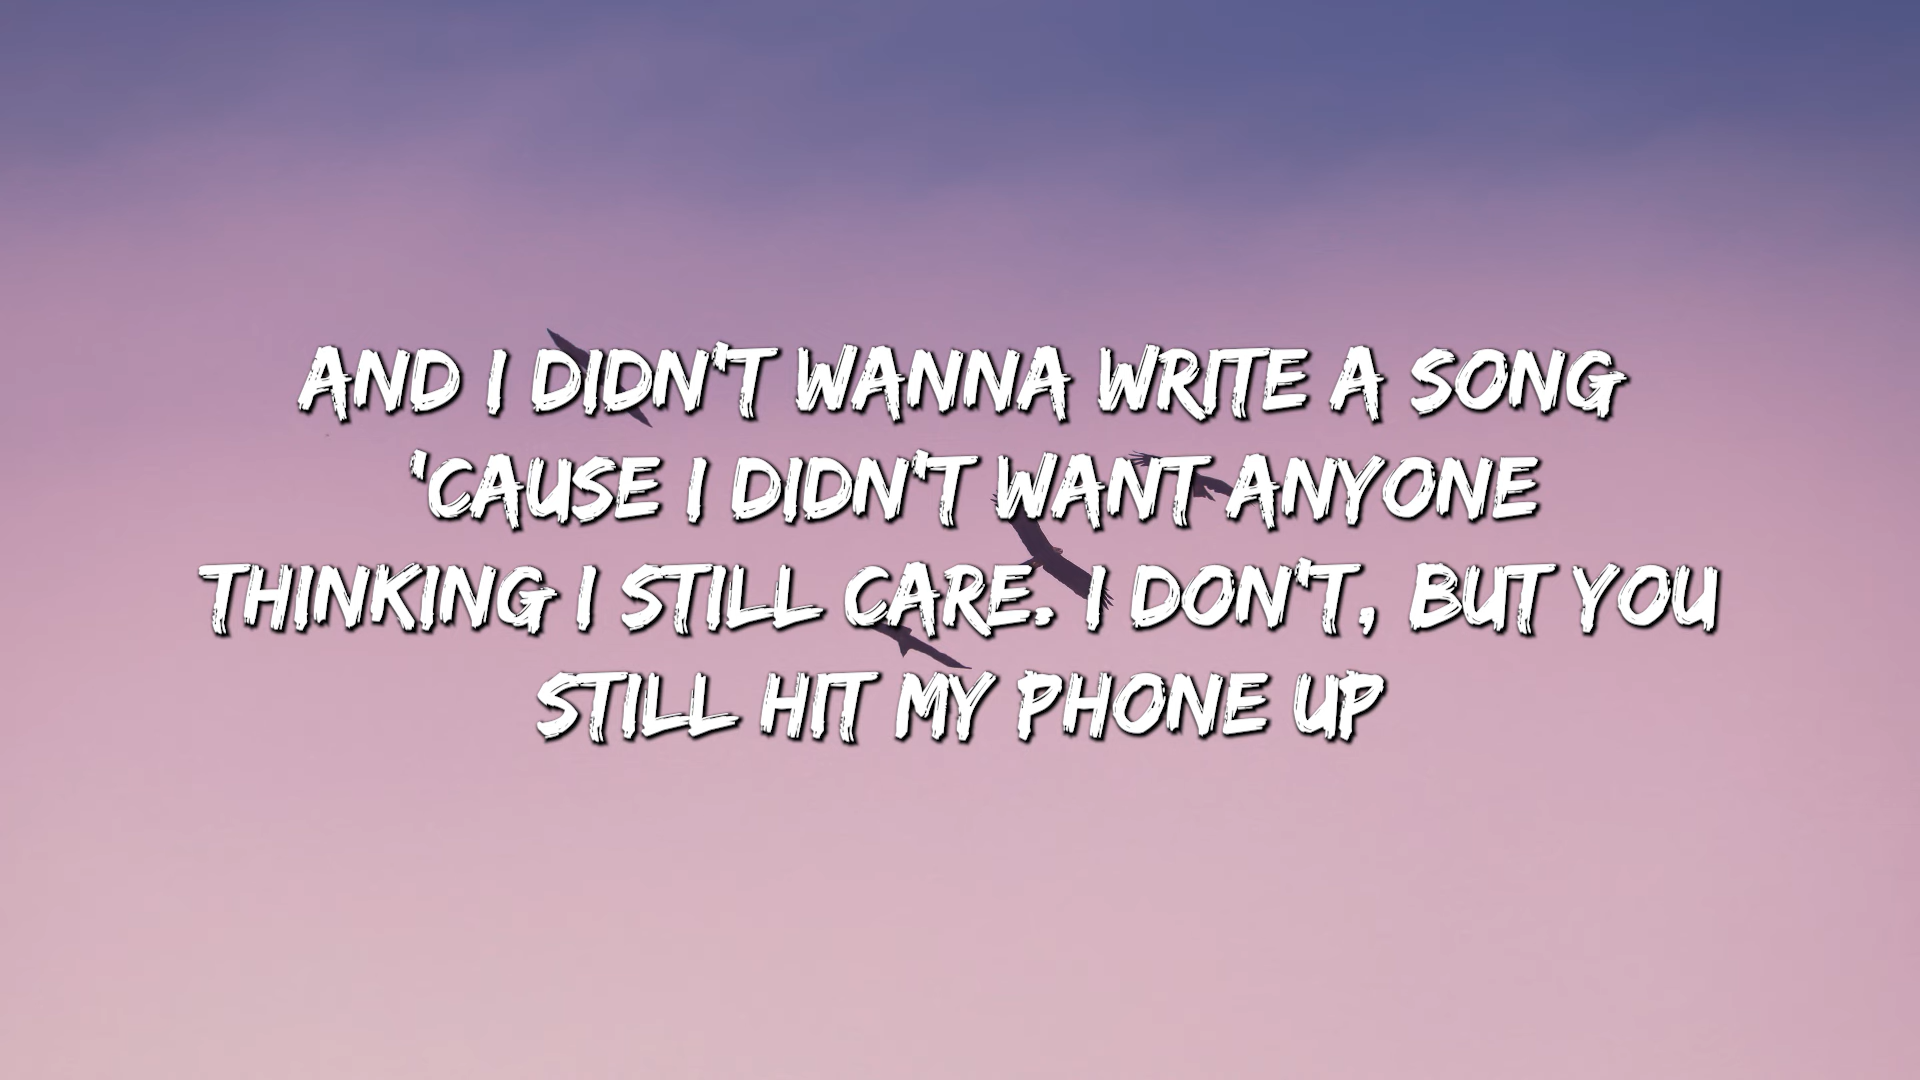 AND I DIDN'T WANNA WRITE A SONG
'CAUSE I DIDN'T WANT ANYONE
THINKING I STILL CARE. I DON'T, BUT YOU
STILL HIT MY PHONE UP